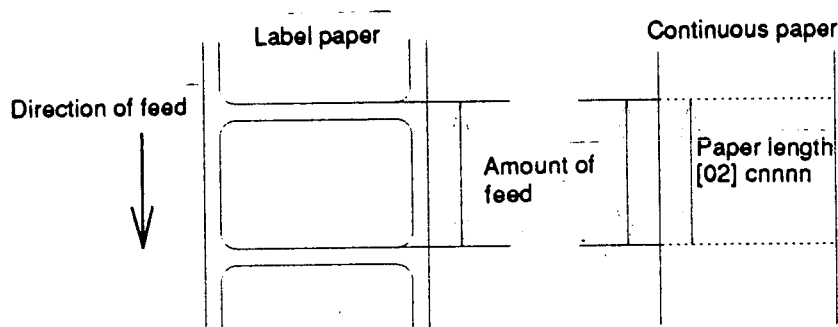 Label paper
Continuous paper
Direction of feed
Amount of
feed
Paper length
[02] cnnnn